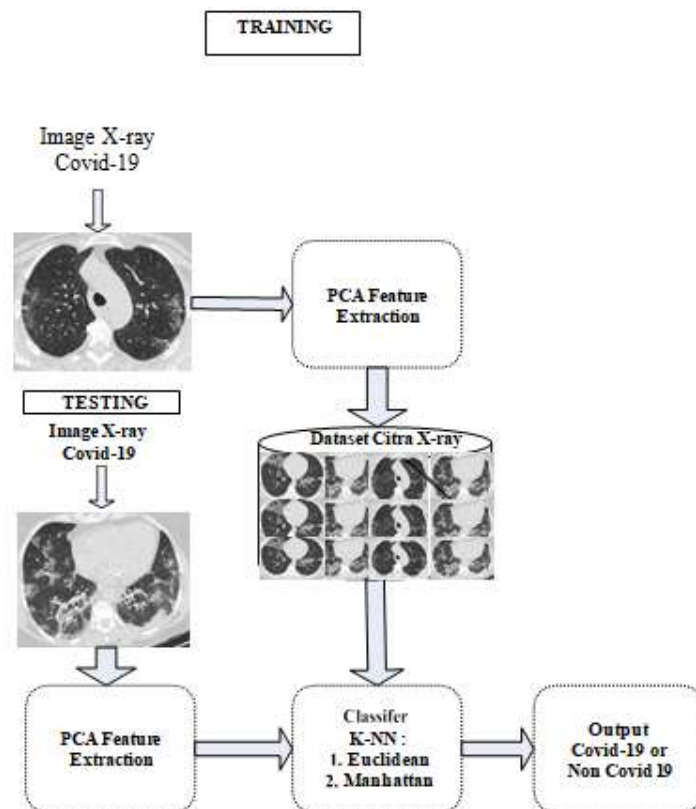 TRAINING
Image X-ray
Covid-19
PCA Feature
Extraction
TESTING
Image X-ray
Covid-19
Dataset Citra X-ray
PCA Feature
Extraction
Classifer
K-NN :
1. Euclidean
2. Manhattan
Output
Covid-19 or
Non Covid 19